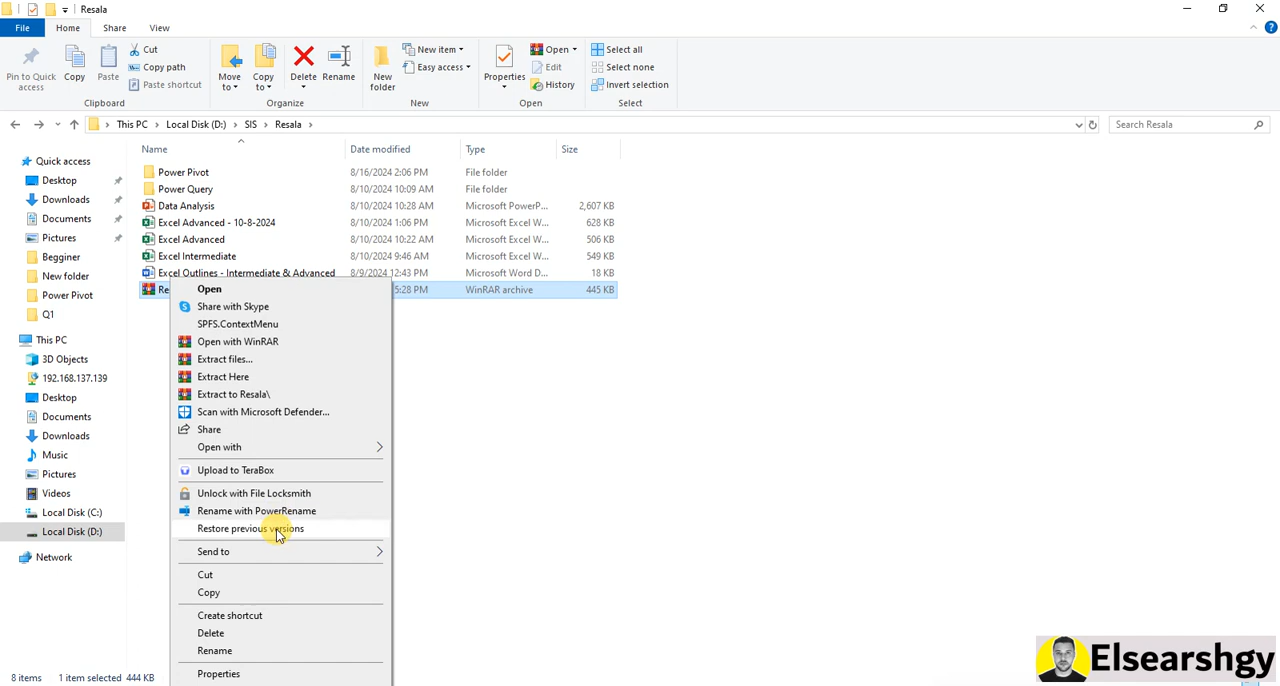 Resala
File Home Share View
Pin to Quick access
Copy
Paste
Cut
Copy path
Paste shortcut
Clipboard
Move to
Copy to
Delete
Rename
Organize
New folder
New item
Easy access
New
Properties
Open
Edit
History
Open
Select all
Select none
Invert selection
Select
This PC > Local Disk (D:) > SIS > Resala >
Search Resala
Name Date modified Type Size
Power Pivot 8/16/2024 2:06 PM File folder
Power Query 8/10/2024 10:09 AM File folder
Data Analysis 8/10/2024 10:28 AM Microsoft PowerP... 2,607 KB
Excel Advanced - 10-8-2024 8/10/2024 1:06 PM Microsoft Excel W... 628 KB
Excel Advanced 8/10/2024 10:22 AM Microsoft Excel W... 506 KB
Excel Intermediate 8/10/2024 9:46 AM Microsoft Excel W... 549 KB
Excel Outlines - Intermediate & Advanced 8/9/2024 12:43 PM Microsoft Word D... 18 KB
Re 5:28 PM WinRAR archive 445 KB
Quick access
Desktop
Downloads
Documents
Pictures
Begginer
New folder
Power Pivot
Q1
This PC
3D Objects
192.168.137.139
Desktop
Documents
Downloads
Music
Pictures
Videos
Local Disk (C:)
Local Disk (D:)
Network
Open
Share with Skype
SPFS.ContextMenu
Open with WinRAR
Extract files...
Extract Here
Extract to Resala\
Scan with Microsoft Defender...
Share
Open with
Upload to TeraBox
Unlock with File Locksmith
Rename with PowerRename
Restore previous versions
Send to
Cut
Copy
Create shortcut
Delete
Rename
Properties
8 items 1 item selected 444 KB
Elsearshgy